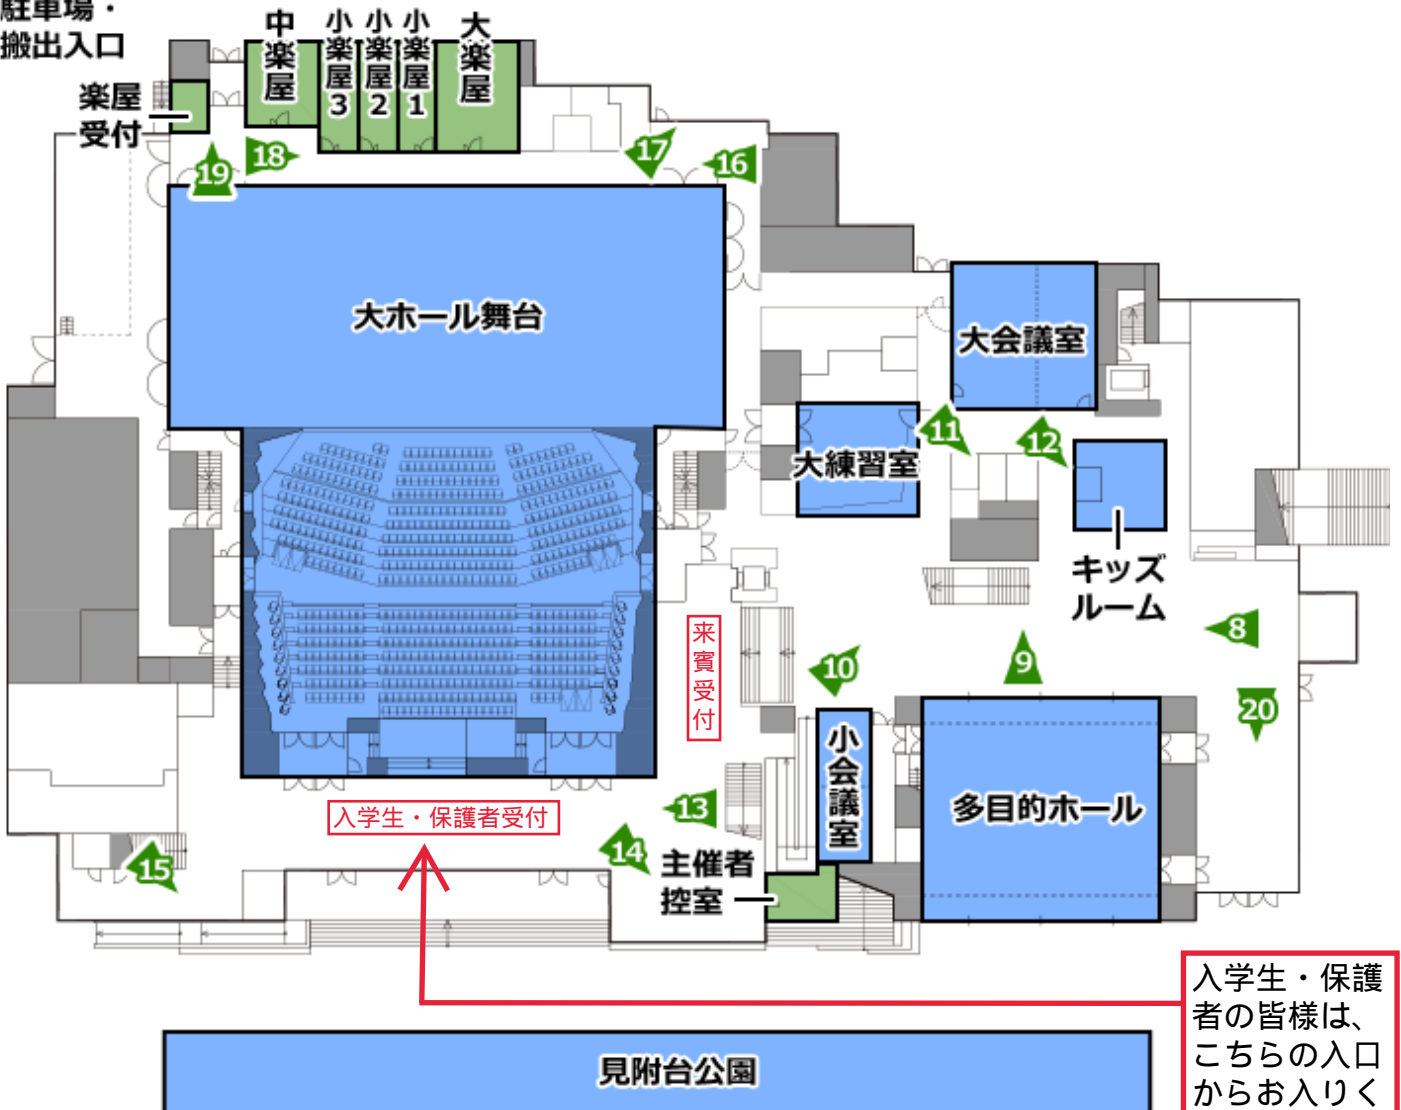 駐車場・
搬出入口
楽屋
受付
中楽屋
小楽屋3
小楽屋2
小楽屋1
大楽屋
19
18
17
16
大ホール舞台
大会議室
11
12
大練習室
キッズ
ルーム
来賓受付
8
9
10
20
小会議室
多目的ホール
入学生・保護者受付
13
14
15
主催者
控室
入学生・保護
者の皆様は、
こちらの入口
からお入りく
見附台公園